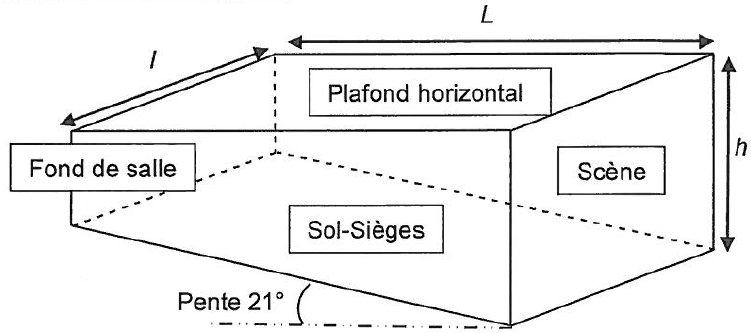 L
l
Plafond horizontal
h
Fond de salle
Scène
Sol-Sièges
Pente 21°